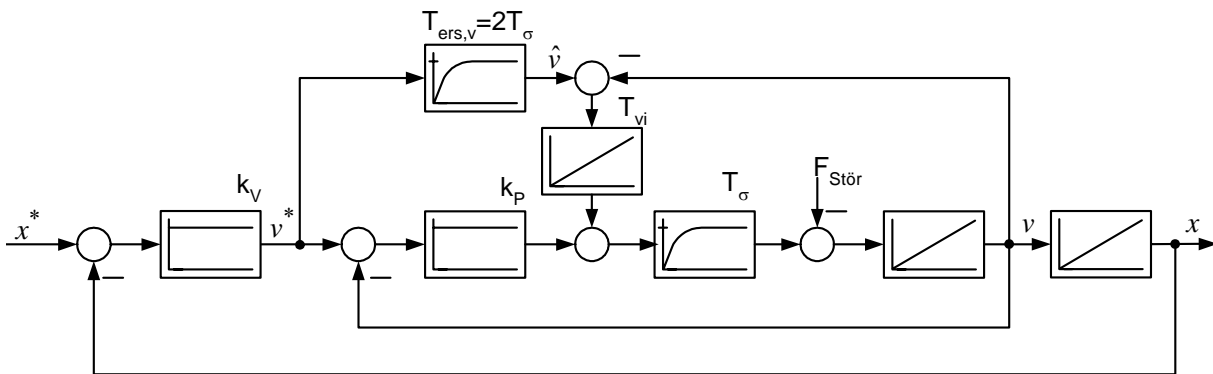 T_ers,v=2T_σ
v̂
T_vi
F_Stör
k_V
k_P
T_σ
x*
v*
v
x